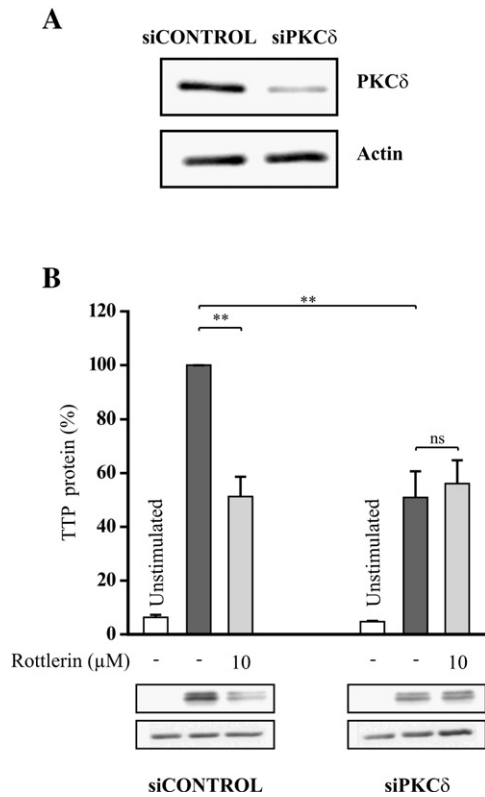 A
siCONTROL siPKCδ
PKCδ
Actin
B
**
120
**
100
80
ns
60
40
20
0
TTP protein (%)
Unstimulated
Unstimulated
Rottlerin (µM) - - 10 - - 10
siCONTROL siPKCδ